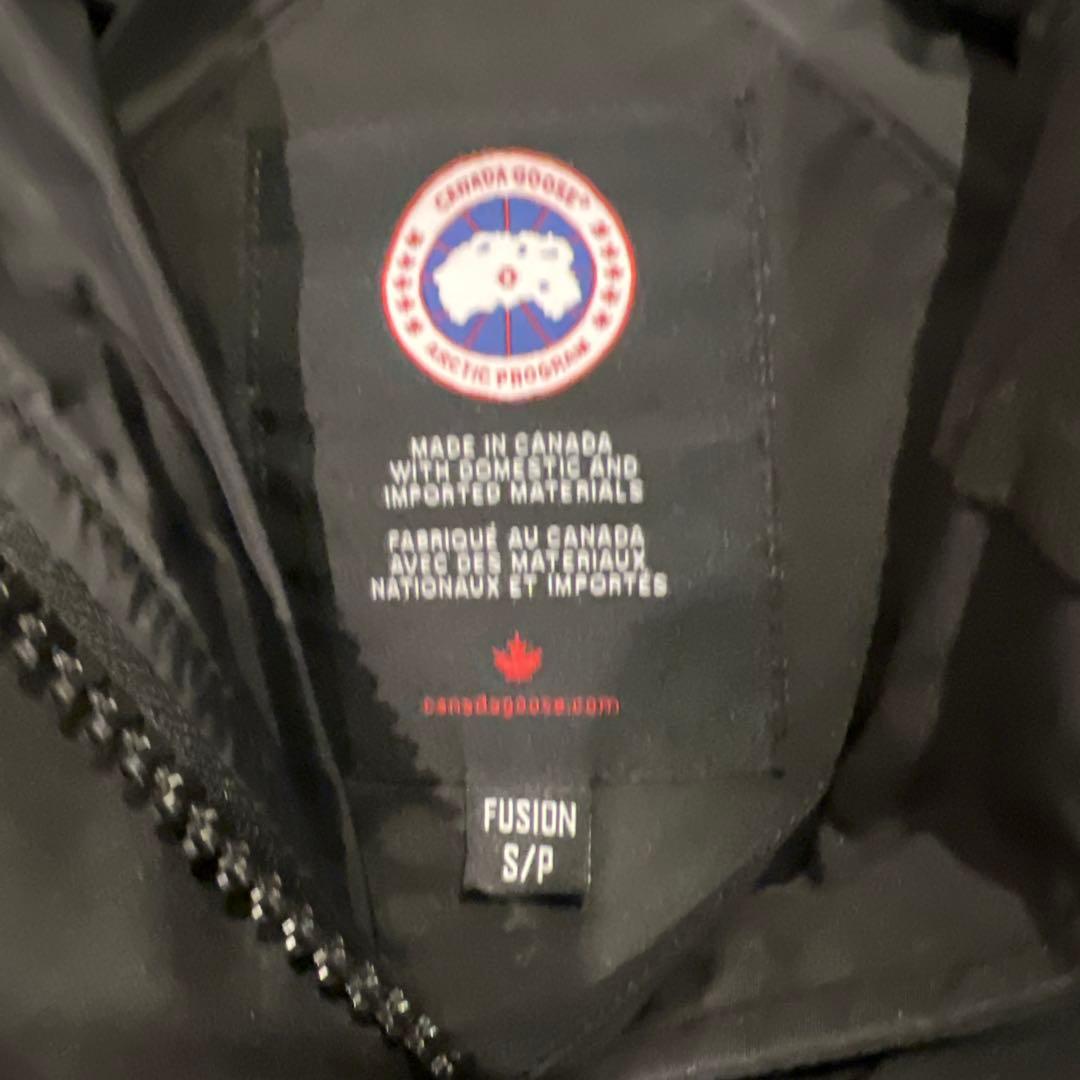 CANADA GOOSE®
ARCTIC PROGRAM
MADE IN CANADA
WITH DOMESTIC AND
IMPORTED MATERIALS
FABRIQUÉ AU CANADA
AVEC DES MATÉRIAUX
NATIONAUX ET IMPORTÉS
canadagoose.com
FUSION
S/P